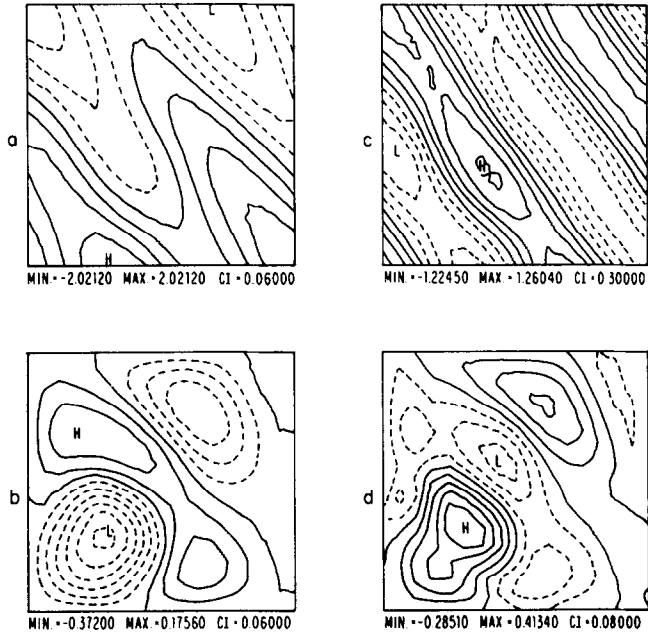 L
a
H
MIN.=-2.02120 MAX.=2.02120 CI=0.06000
c
L
H
MIN.=-1.22450 MAX.=1.26040 CI=0.30000
b
H
L
MIN.=-0.37200 MAX.=0.17560 CI=0.06000
d
L
H
MIN.=-0.28510 MAX.=0.41340 CI=0.08000